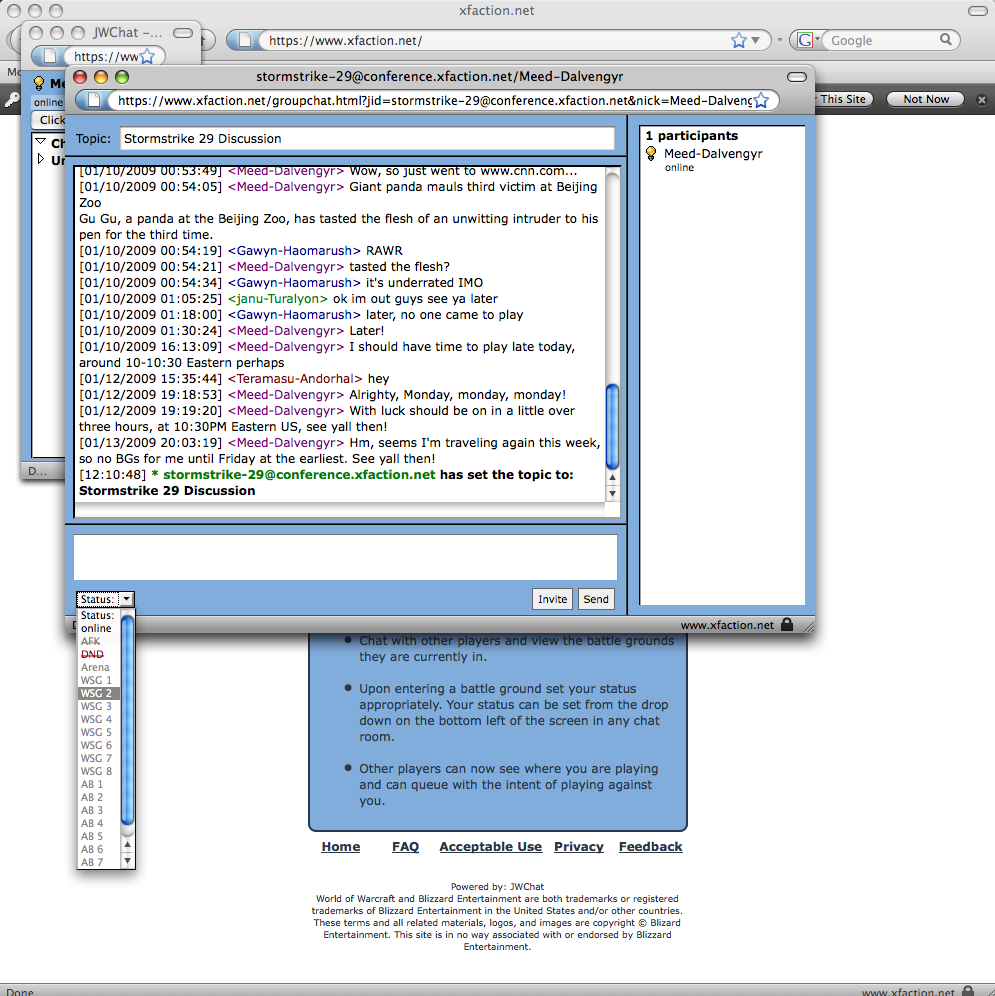 xfaction.net
JWChat –...
https://www.xfaction.net/
Google
https://ww
Mo
stormstrike-29@conference.xfaction.net/Meed-Dalvengyr
https://www.xfaction.net/groupchat.html?jid=stormstrike-29@conference.xfaction.net&nick=Meed-Dalveng
This Site
Not Now
Me
online
Click
Ch
Un
D...
Topic:
Stormstrike 29 Discussion
1 participants
Meed-Dalvengyr
online
[01/10/2009 00:53:49] <Meed-Dalvengyr> Wow, so just went to www.cnn.com...
[01/10/2009 00:54:05] <Meed-Dalvengyr> Giant panda mauls third victim at Beijing
Zoo
Gu Gu, a panda at the Beijing Zoo, has tasted the flesh of an unwitting intruder to his
pen for the third time.
[01/10/2009 00:54:19] <Gawyn-Haomarush> RAWR
[01/10/2009 00:54:21] <Meed-Dalvengyr> tasted the flesh?
[01/10/2009 00:54:34] <Gawyn-Haomarush> it's underrated IMO
[01/10/2009 01:05:25] <janu-Turalyon> ok im out guys see ya later
[01/10/2009 01:18:00] <Gawyn-Haomarush> later, no one came to play
[01/10/2009 01:30:24] <Meed-Dalvengyr> Later!
[01/10/2009 16:13:09] <Meed-Dalvengyr> I should have time to play late today,
around 10-10:30 Eastern perhaps
[01/12/2009 15:35:44] <Teramasu-Andorhal> hey
[01/12/2009 19:18:53] <Meed-Dalvengyr> Alrighty, Monday, monday, monday!
[01/12/2009 19:19:20] <Meed-Dalvengyr> With luck should be on in a little over
three hours, at 10:30PM Eastern US, see yall then!
[01/13/2009 20:03:19] <Meed-Dalvengyr> Hm, seems I'm traveling again this week,
so no BGs for me until Friday at the earliest. See yall then!
[12:10:48] * stormstrike-29@conference.xfaction.net has set the topic to:
Stormstrike 29 Discussion
Status:
Invite
Send
www.xfaction.net
Status:
online
AFK
DND
Arena
WSG 1
WSG 2
WSG 3
WSG 4
WSG 5
WSG 6
WSG 7
WSG 8
AB 1
AB 2
AB 3
AB 4
AB 5
AB 6
AB 7
• Chat with other players and view the battle grounds
they are currently in.
• Upon entering a battle ground set your status
appropriately. Your status can be set from the drop
down on the bottom left of the screen in any chat
room.
• Other players can now see where you are playing
and can queue with the intent of playing against
you.
Home FAQ Acceptable Use Privacy Feedback
Powered by: JWChat
World of Warcraft and Blizzard Entertainment are both trademarks or registered
trademarks of Blizzard Entertainment in the United States and/or other countries.
These terms and all related materials, logos, and images are copyright © Blizard
Entertainment. This site is in no way associated with or endorsed by Blizzard
Entertainment.
Done
www.xfaction.net